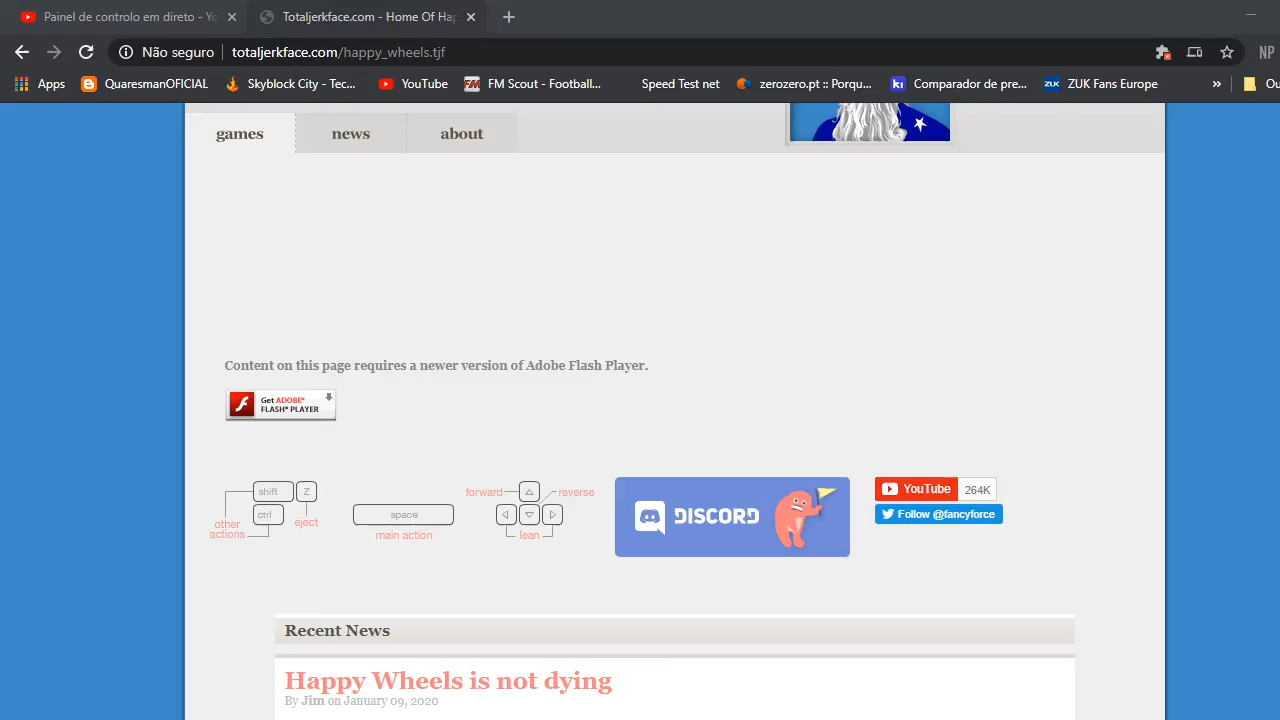 Painel de controlo em direto - Yo
Totaljerkface.com - Home Of Hap
Não seguro
totaljerkface.com/happy_wheels.tjf
NP
Apps
QuaresmanOFICIAL
Skyblock City - Tec...
YouTube
FM Scout - Football...
Speed Test net
zerozero.pt :: Porqu...
Comparador de pre...
ZUK Fans Europe
»
Ou
games
news
about
Content on this page requires a newer version of Adobe Flash Player.
Get ADOBE®
FLASH® PLAYER
shift
Z
ctrl
other
actions
eject
space
main action
forward
reverse
lean
DISCORD
YouTube
264K
Follow @fancyforce
Recent News
Happy Wheels is not dying
By Jim on January 09, 2020